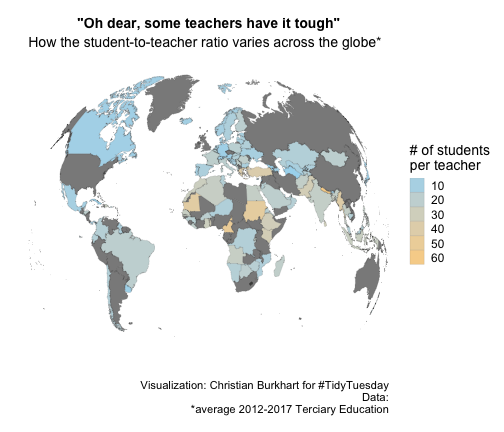 "Oh dear, some teachers have it tough"
How the student-to-teacher ratio varies across the globe*
# of students
per teacher
10
20
30
40
50
60
Visualization: Christian Burkhart for #TidyTuesday
Data:
*average 2012-2017 Terciary Education